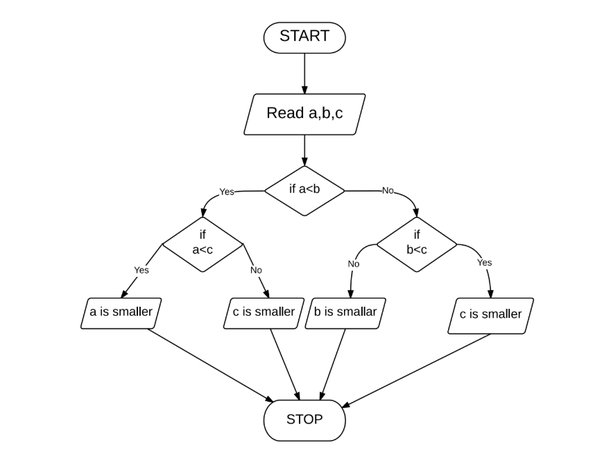 START
Read a,b,c
if a<b
Yes
No
if
a<c
if
b<c
Yes
No
No
Yes
a is smaller
c is smaller
b is smallar
c is smaller
STOP